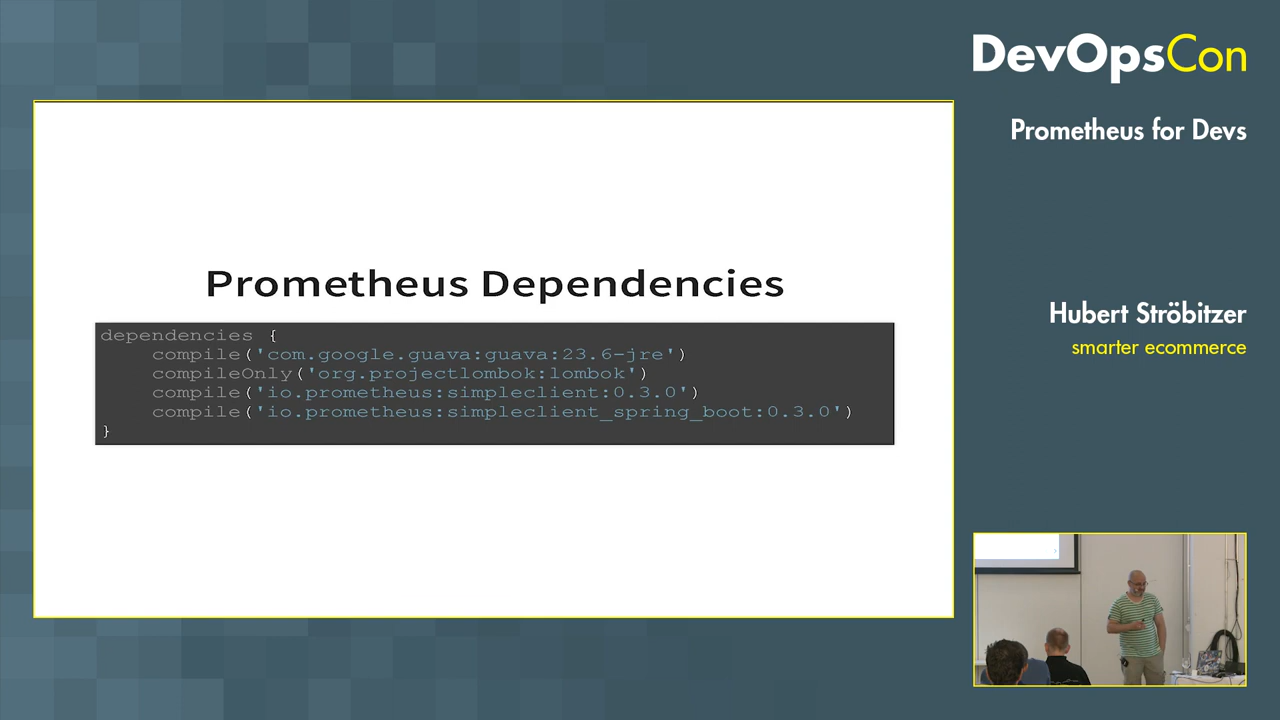 DevOpsCon
Prometheus for Devs
Prometheus Dependencies
dependencies {
    compile('com.google.guava:guava:23.6-jre')
    compileOnly('org.projectlombok:lombok')
    compile('io.prometheus:simpleclient:0.3.0')
    compile('io.prometheus:simpleclient_spring_boot:0.3.0')
}
Hubert Ströbitzer
smarter ecommerce